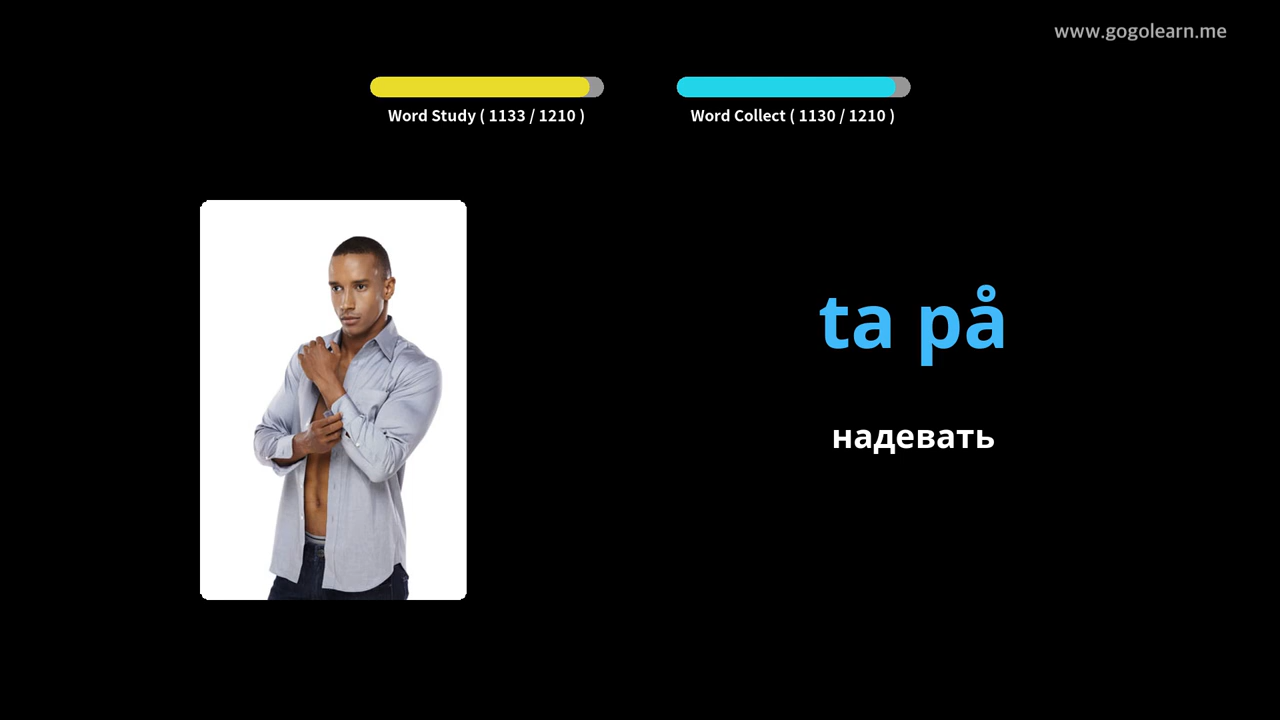 www.gogolearn.me
Word Study ( 1133 / 1210 )
Word Collect ( 1130 / 1210 )
ta på
надевать